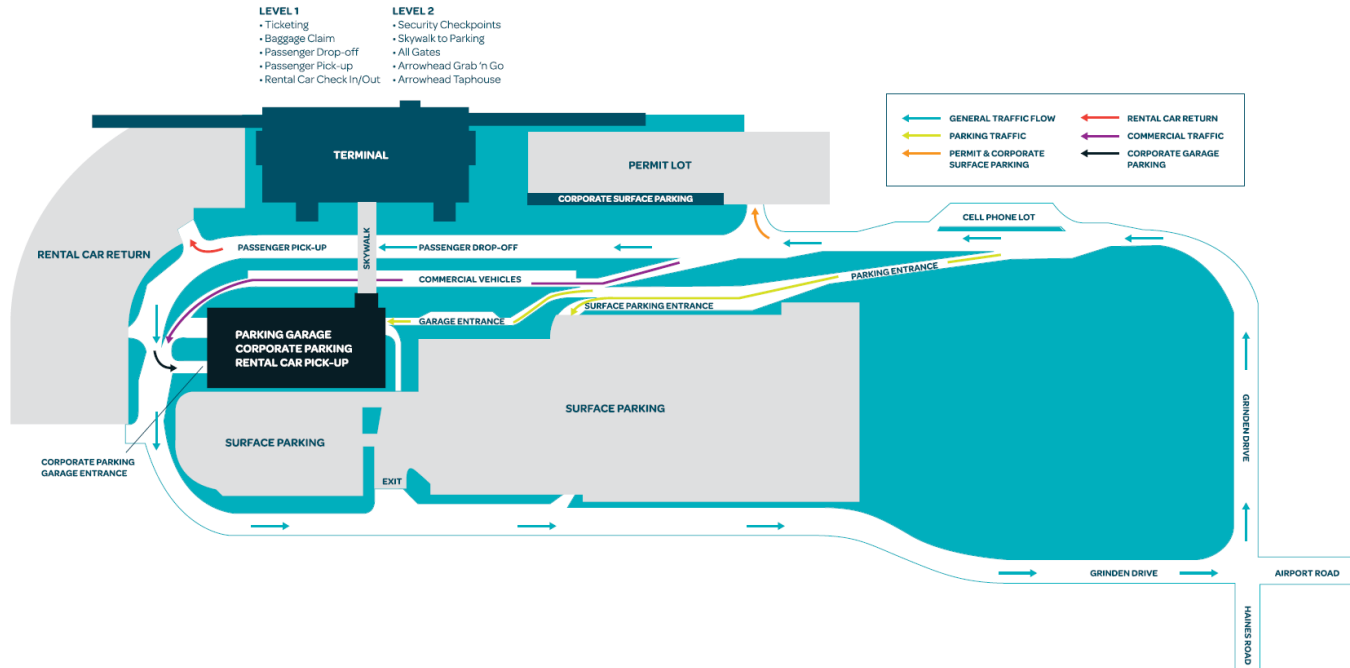 LEVEL 1
• Ticketing
• Baggage Claim
• Passenger Drop-off
• Passenger Pick-up
• Rental Car Check In/Out
LEVEL 2
• Security Checkpoints
• Skywalk to Parking
• All Gates
• Arrowhead Grab 'n Go
• Arrowhead Taphouse
GENERAL TRAFFIC FLOW
PARKING TRAFFIC
PERMIT & CORPORATE
SURFACE PARKING
RENTAL CAR RETURN
COMMERCIAL TRAFFIC
CORPORATE GARAGE
PARKING
TERMINAL
PERMIT LOT
CORPORATE SURFACE PARKING
CELL PHONE LOT
RENTAL CAR RETURN
PASSENGER PICK-UP
SKYWALK
PASSENGER DROP-OFF
PARKING ENTRANCE
COMMERCIAL VEHICLES
SURFACE PARKING ENTRANCE
GARAGE ENTRANCE
PARKING GARAGE
CORPORATE PARKING
RENTAL CAR PICK-UP
SURFACE PARKING
SURFACE PARKING
GRINDEN DRIVE
CORPORATE PARKING
GARAGE ENTRANCE
EXIT
GRINDEN DRIVE
AIRPORT ROAD
HAINES ROAD